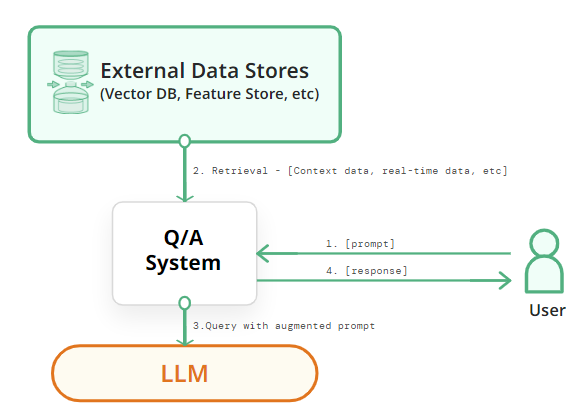 External Data Stores
(Vector DB, Feature Store, etc)
2. Retrieval - [Context data, real-time data, etc]
Q/A
System
1. [prompt]
4. [response]
User
3.Query with augmented prompt
LLM